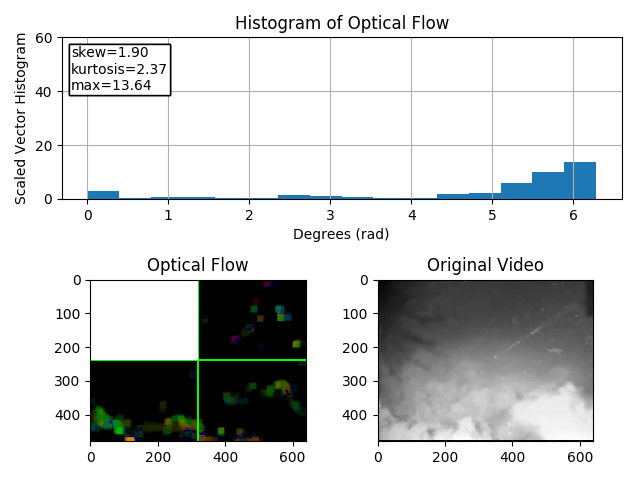 Histogram of Optical Flow
Scaled Vector Histogram
60
40
20
0
skew=1.90
kurtosis=2.37
max=13.64
0 1 2 3 4 5 6
Degrees (rad)
Optical Flow
0
100
200
300
400
0 200 400 600
Original Video
0
100
200
300
400
0 200 400 600